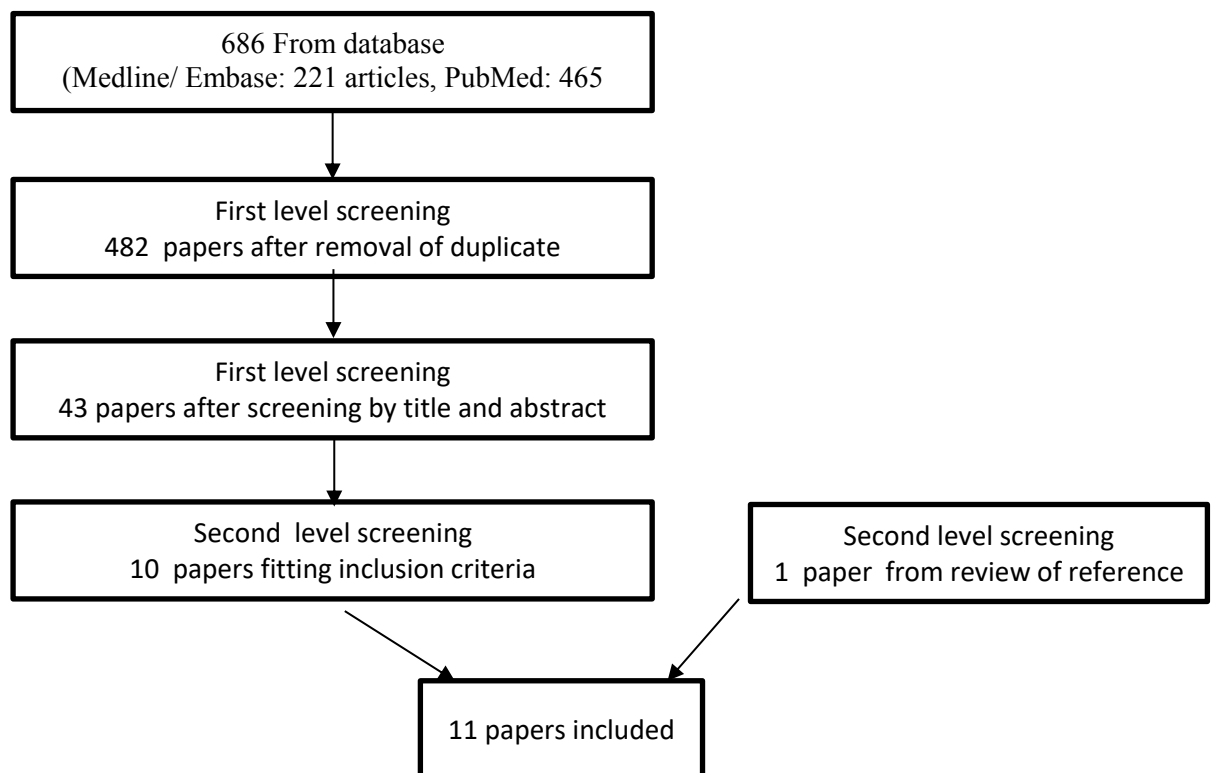 686 From database
(Medline/ Embase: 221 articles, PubMed: 465
First level screening
482 papers after removal of duplicate
First level screening
43 papers after screening by title and abstract
Second level screening
10 papers fitting inclusion criteria
Second level screening
1 paper from review of reference
11 papers included